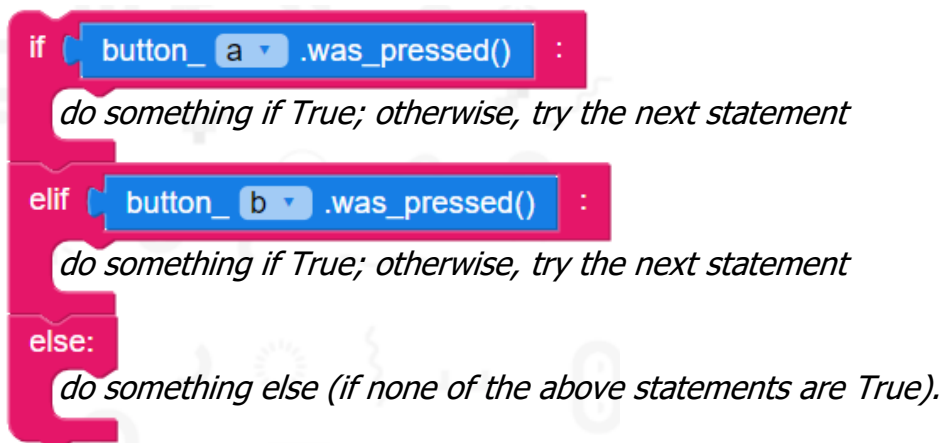 if button_ a .was_pressed() :
do something if True; otherwise, try the next statement
elif button_ b .was_pressed() :
do something if True; otherwise, try the next statement
else:
do something else (if none of the above statements are True).